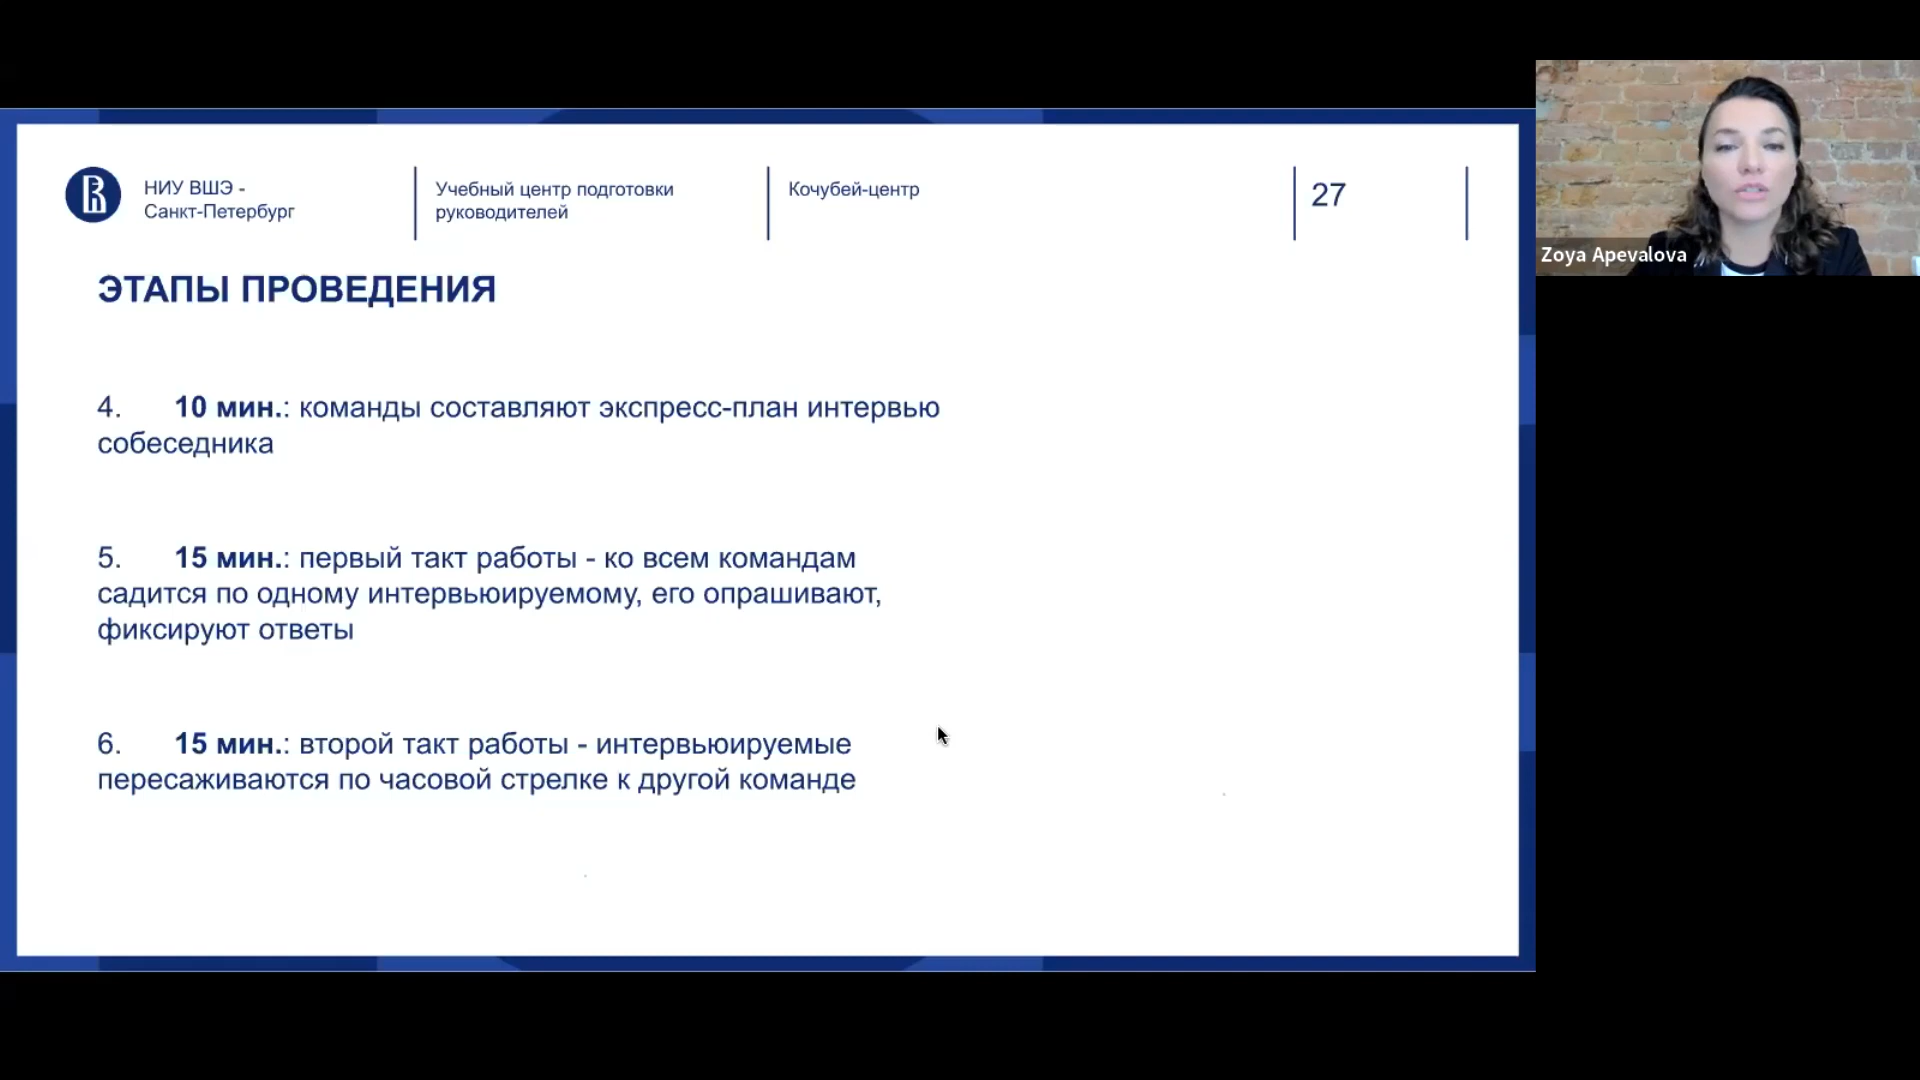 НИУ ВШЭ -
Санкт-Петербург
Учебный центр подготовки
руководителей
Кочубей-центр
27
Zoya Apevalova
ЭТАПЫ ПРОВЕДЕНИЯ
4. 10 мин.: команды составляют экспресс-план интервью
собеседника
5. 15 мин.: первый такт работы - ко всем командам
садится по одному интервьюируемому, его опрашивают,
фиксируют ответы
6. 15 мин.: второй такт работы - интервьюируемые
пересаживаются по часовой стрелке к другой команде